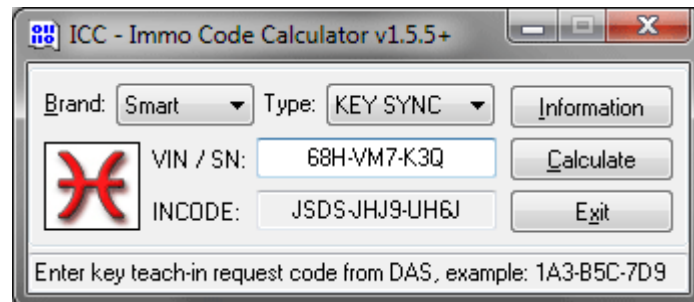 ICC - Immo Code Calculator v1.5.5+
Brand: Smart Type: KEY SYNC Information
VIN / SN: 68H-VM7-K3Q Calculate
INCODE: JSDS-JHJ9-UH6J Exit
Enter key teach-in request code from DAS, example: 1A3-B5C-7D9